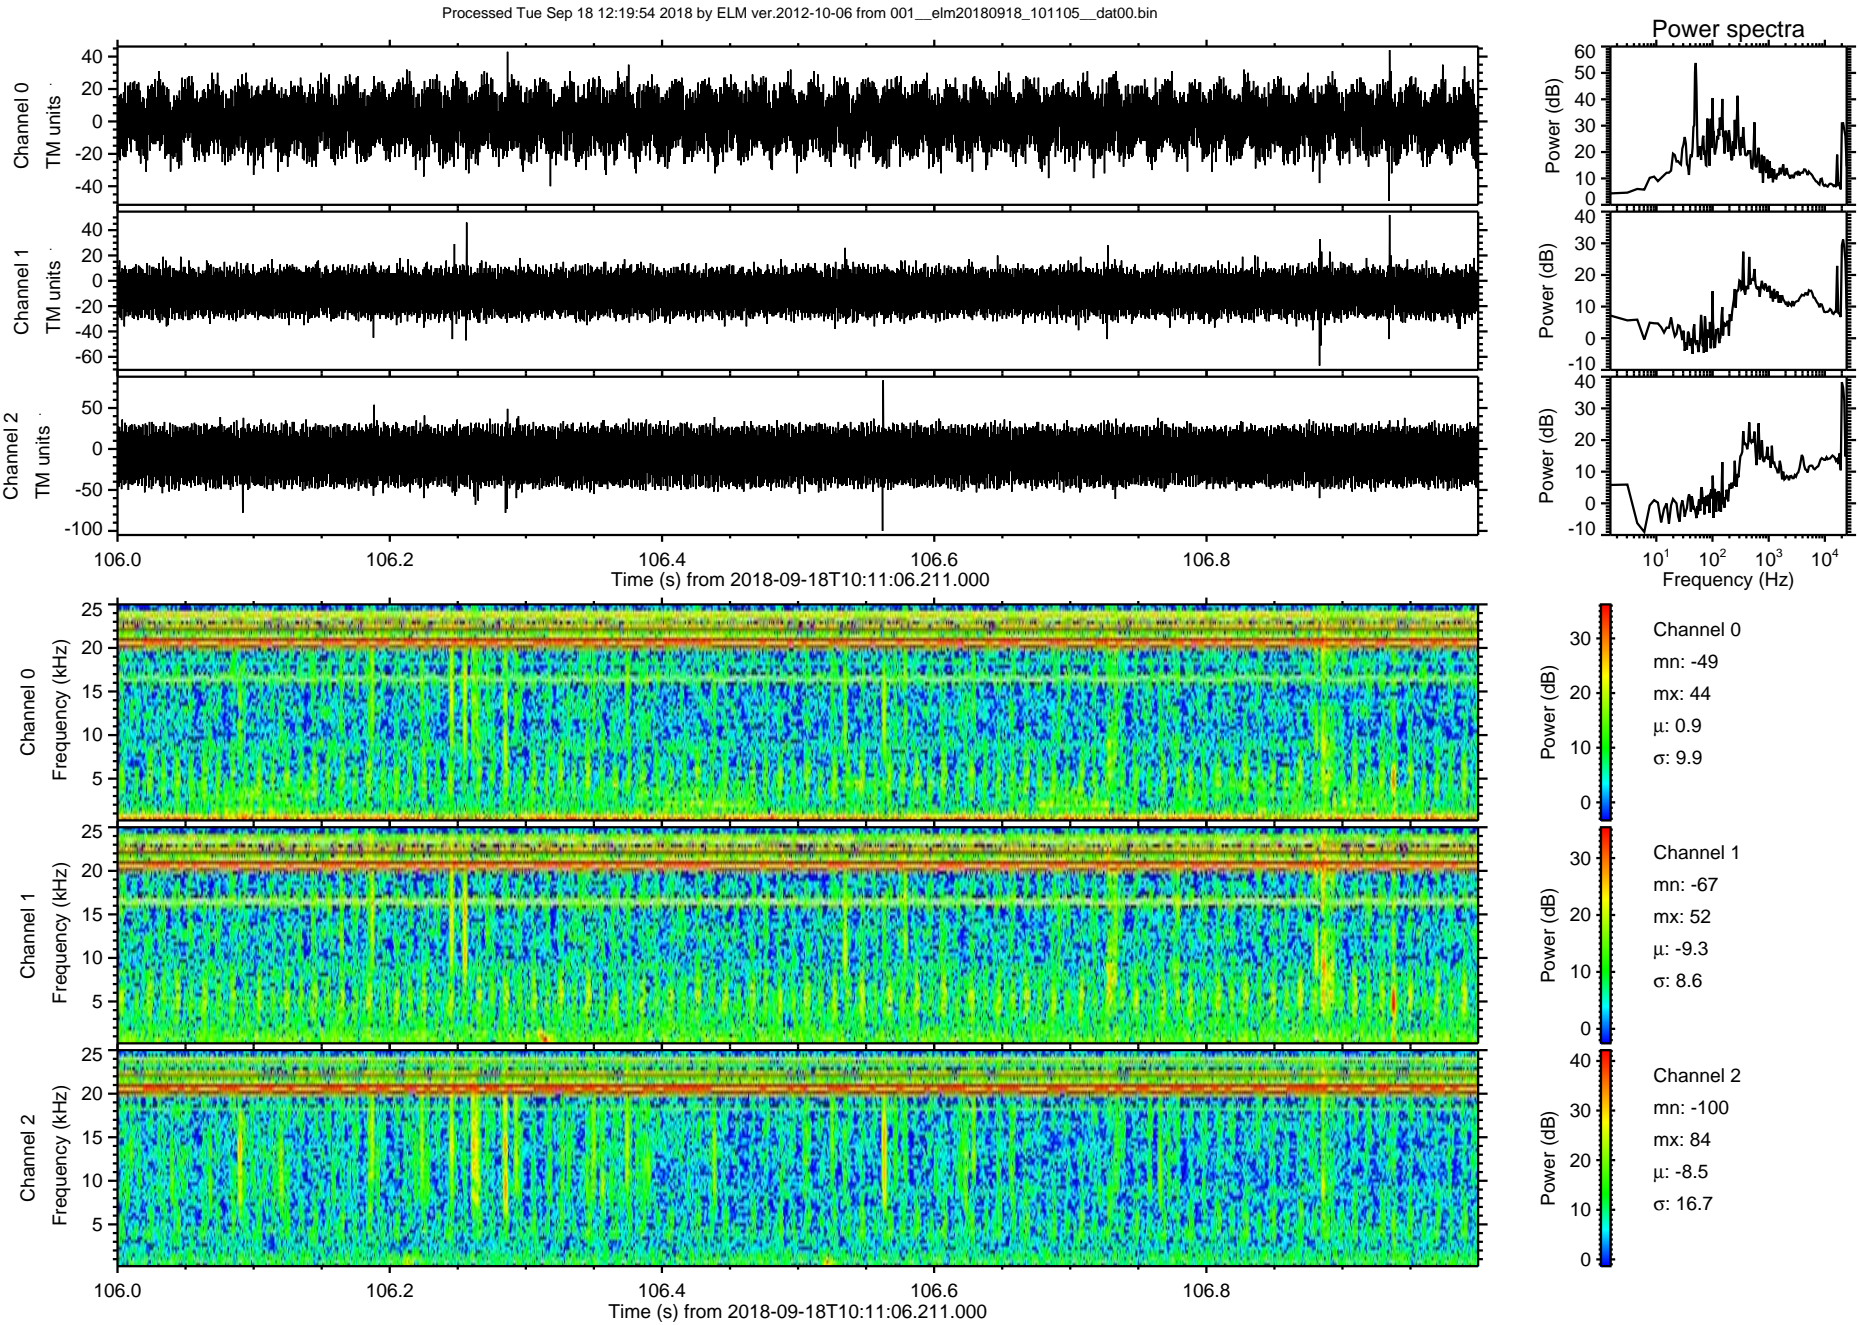 Processed Tue Sep 18 12:19:54 2018 by ELM ver.2012-10-06 from 001__elm20180918_101105__dat00.bin
Power spectra
Channel 0
TM units
40
20
0
-20
-40
Power (dB)
60
50
40
30
20
10
0
Channel 1
TM units
40
20
0
-20
-40
-60
Power (dB)
40
30
20
10
0
-10
Channel 2
TM units
50
0
-50
-100
Power (dB)
40
30
20
10
0
-10
106.0 106.2 106.4 106.6 106.8
Time (s) from 2018-09-18T10:11:06.211.000
10¹ 10² 10³ 10⁴
Frequency (Hz)
Channel 0
Frequency (kHz)
25
20
15
10
5
Power (dB)
30
20
10
0
Channel 0
mn: -49
mx: 44
μ: 0.9
σ: 9.9
Channel 1
Frequency (kHz)
25
20
15
10
5
Power (dB)
30
20
10
0
Channel 1
mn: -67
mx: 52
μ: -9.3
σ: 8.6
Channel 2
Frequency (kHz)
25
20
15
10
5
Power (dB)
40
30
20
10
0
Channel 2
mn: -100
mx: 84
μ: -8.5
σ: 16.7
106.0 106.2 106.4 106.6 106.8
Time (s) from 2018-09-18T10:11:06.211.000